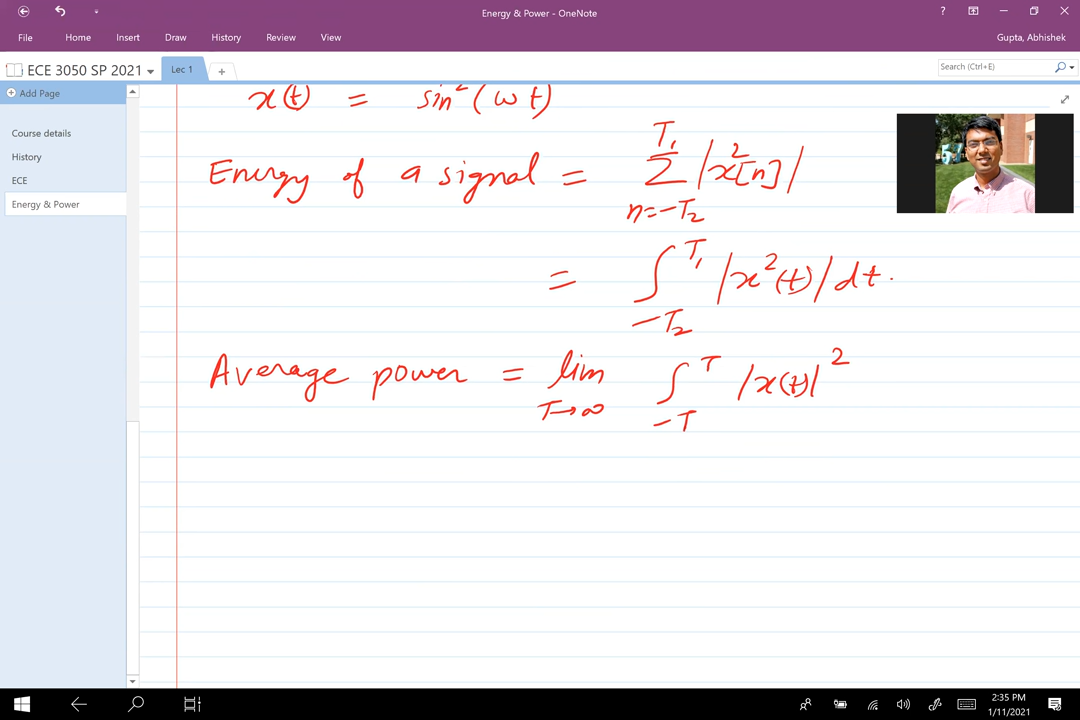 Energy & Power - OneNote
?
File Home Insert Draw History Review View Gupta, Abhishek
ECE 3050 SP 2021 Lec 1 + Search (Ctrl+E)
Add Page
Course details
History
ECE
Energy & Power
x(t) = sin²(ωt)
Energy of a signal = Σ_{n=-T₂}^{T₁} |x²[n]|
= ∫_{-T₂}^{T₁} |x²(t)| dt.
Average power = lim_{T→∞} ∫_{-T}^{T} |x(t)|²
2:35 PM
1/11/2021